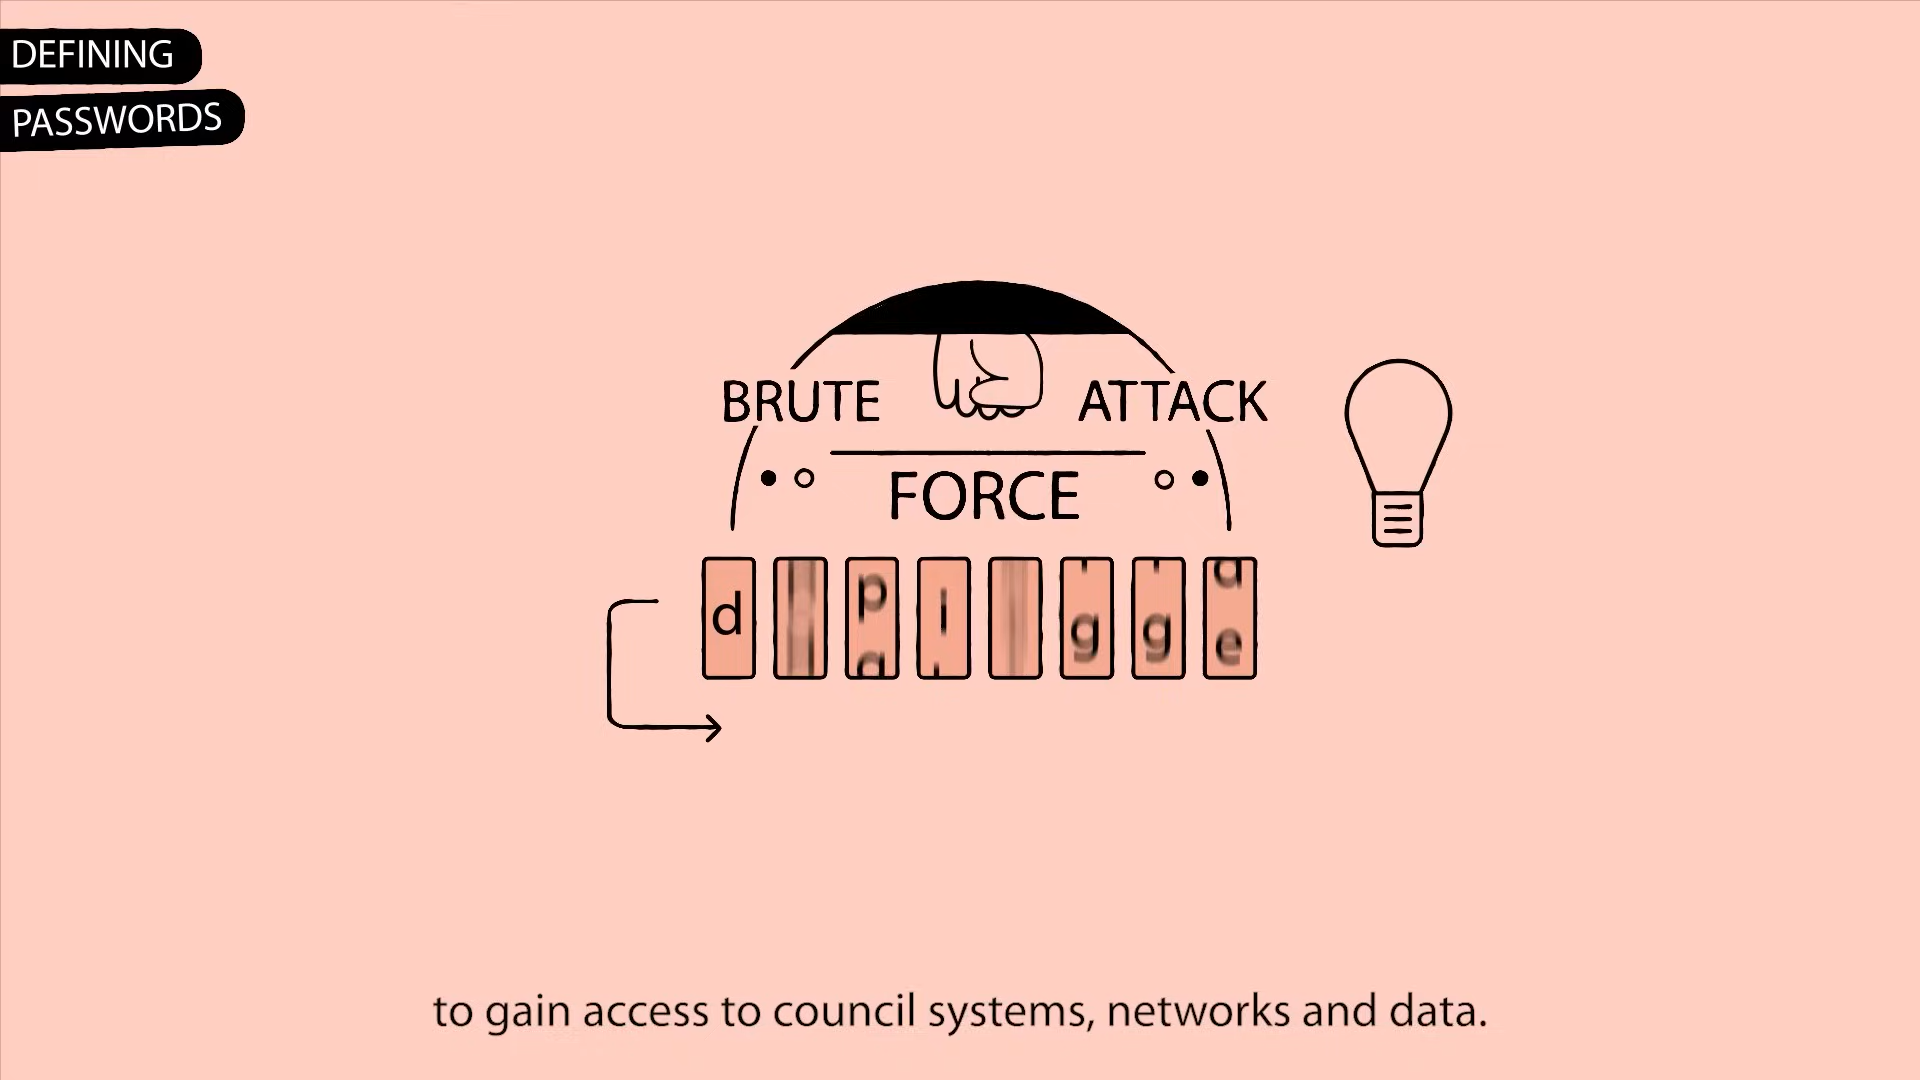 DEFINING
PASSWORDS
BRUTE ATTACK
FORCE
d p i g g e
to gain access to council systems, networks and data.